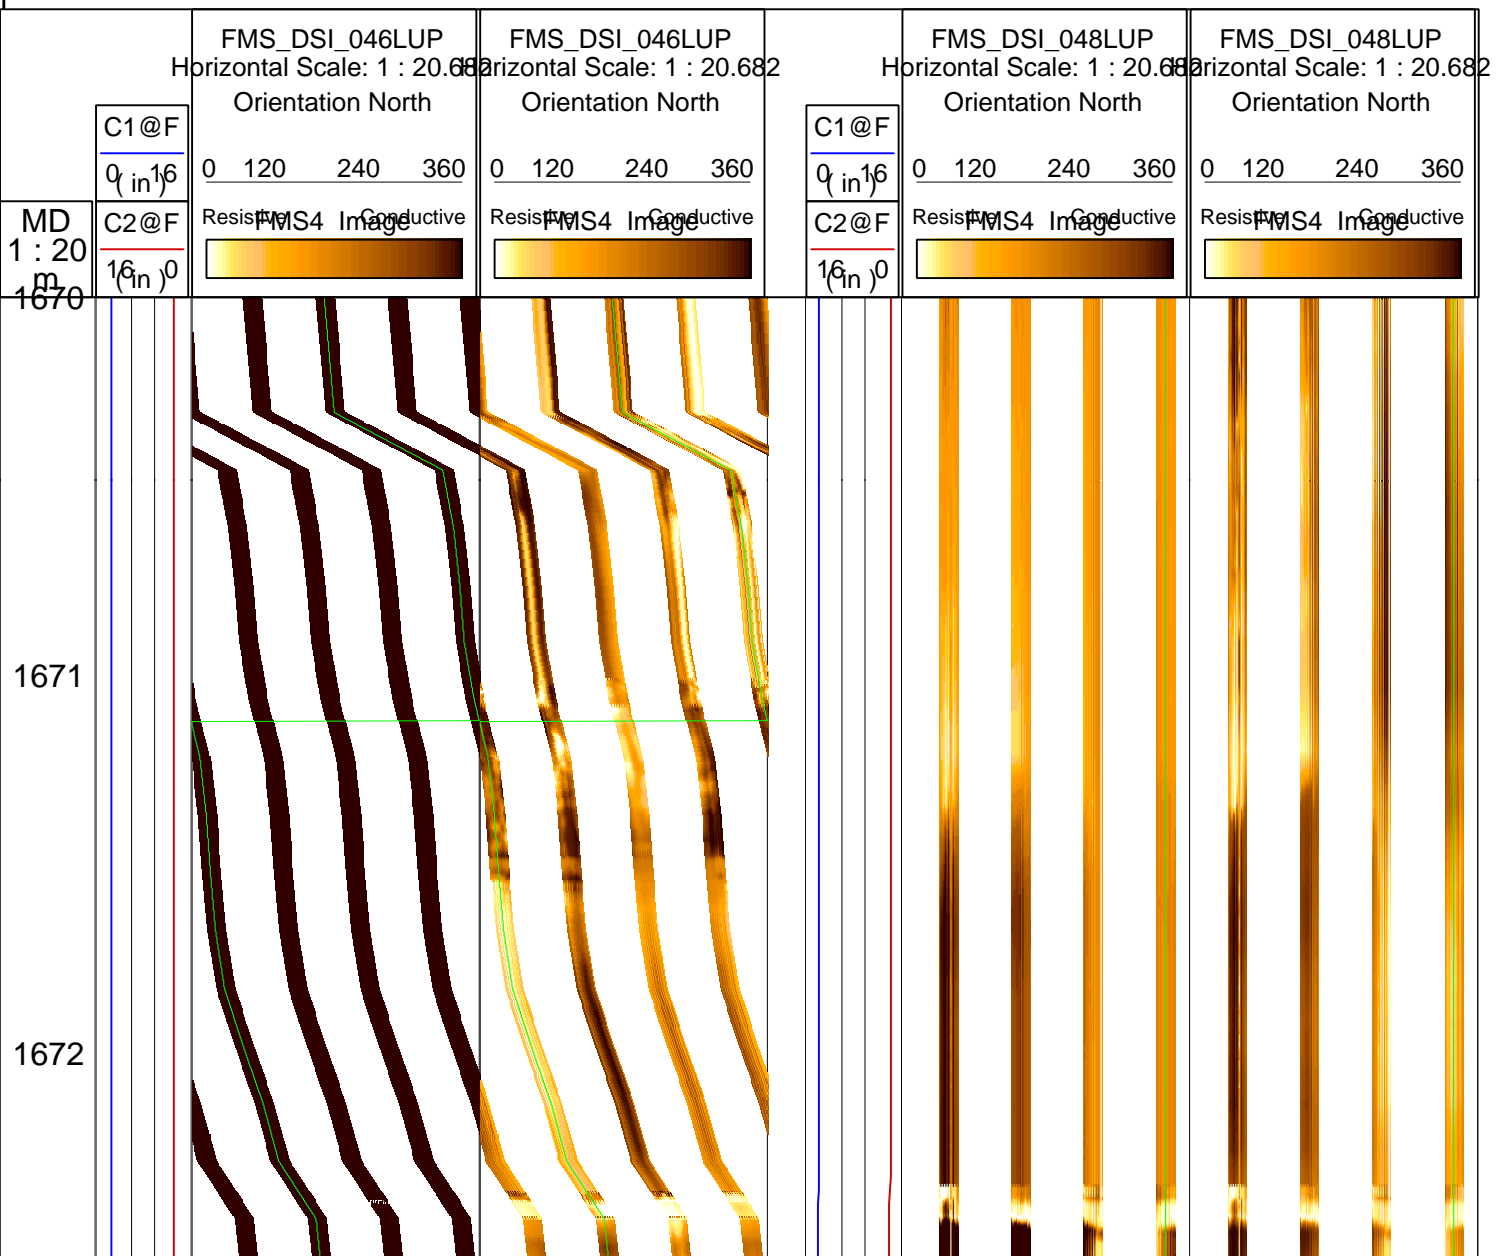 FMS_DSI_046LUP
Horizontal Scale: 1 : 20.682
Orientation North
0 120 240 360
Resistive FMS4 Image Conductive
FMS_DSI_046LUP
Horizontal Scale: 1 : 20.682
Orientation North
0 120 240 360
Resistive FMS4 Image Conductive
FMS_DSI_048LUP
Horizontal Scale: 1 : 20.682
Orientation North
0 120 240 360
Resistive FMS4 Image Conductive
FMS_DSI_048LUP
Horizontal Scale: 1 : 20.682
Orientation North
0 120 240 360
Resistive FMS4 Image Conductive
C1@F
0 ( in ) 16
C2@F
16 ( in ) 0
C1@F
0 ( in ) 16
C2@F
16 ( in ) 0
MD
1 : 20
m
1670
1671
1672